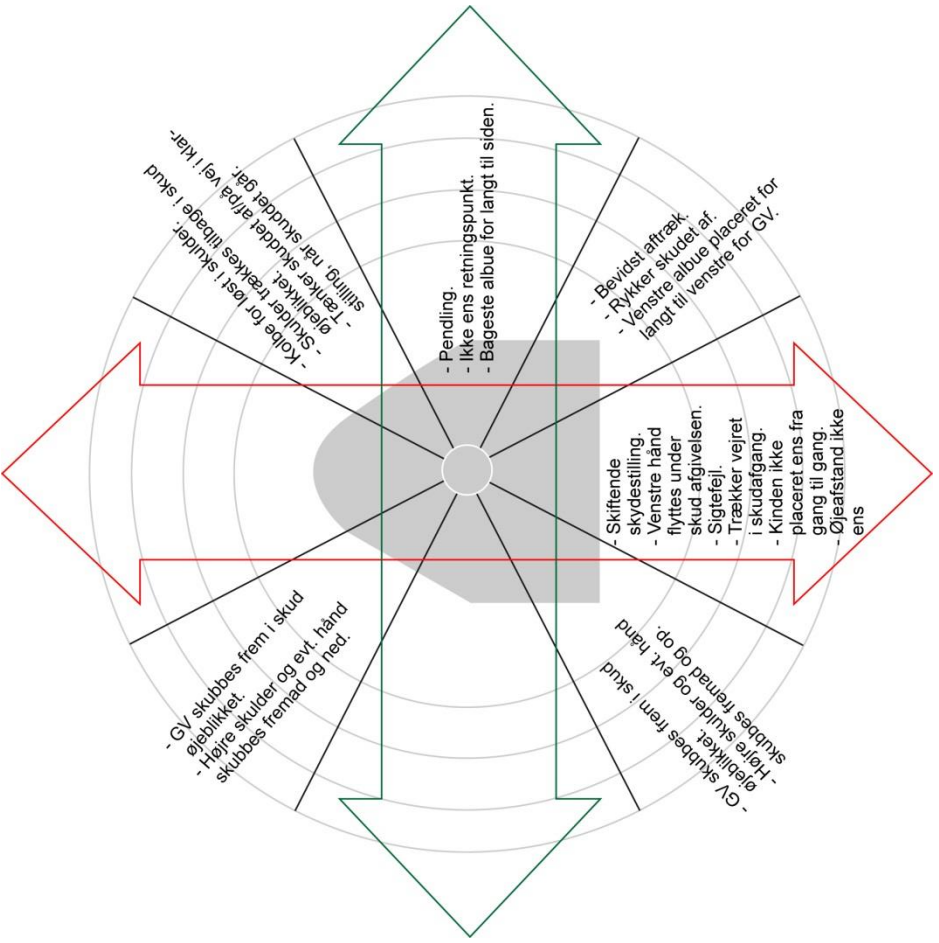 - GV skubbes frem i skud
øjeblikket.
- Højre skulder og evt. hånd
skubbes fremad og ned.
- Kolbe for løst i skulder.
- Skulder trækkes tilbage i skud
øjeblikket.
- Tænker skuddet af/på vej i klar-
stilling, når skuddet går.
- Pendling.
- Ikke ens retningspunkt.
- Bageste albue for langt til siden.
- Bevidst aftræk.
- Rykker skudet af.
- Venstre albue placeret for
langt til venstre for GV.
- Skiftende
skydestilling.
- Venstre hånd
flyttes under
skud afgivelsen.
- Sigtefejl.
- Trækker vejret
i skudafgang.
- Kinden ikke
placeret ens fra
gang til gang.
- Øjeafstand ikke
ens
- GV skubbes frem i skud
øjeblikket.
- Højre skulder og evt. hånd
skubbes fremad og op.